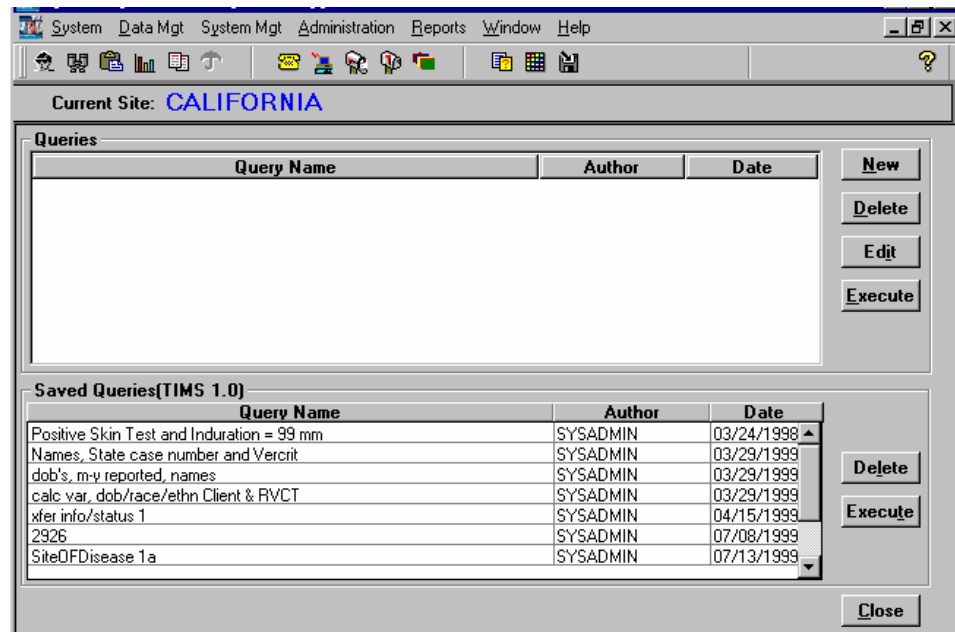 System Data Mgt System Mgt Administration Reports Window Help
Current Site: CALIFORNIA
Queries
Query Name Author Date
New
Delete
Edit
Execute
Saved Queries(TIMS 1.0)
Query Name Author Date
Positive Skin Test and Induration = 99 mm SYSADMIN 03/24/1998
Names, State case number and Vercrit SYSADMIN 03/29/1999
dob's, m-y reported, names SYSADMIN 03/29/1999
calc var, dob/race/ethn Client & RVCT SYSADMIN 03/29/1999
xfer info/status 1 SYSADMIN 04/15/1999
2926 SYSADMIN 07/08/1999
SiteOFDisease 1a SYSADMIN 07/13/1999
Delete
Execute
Close